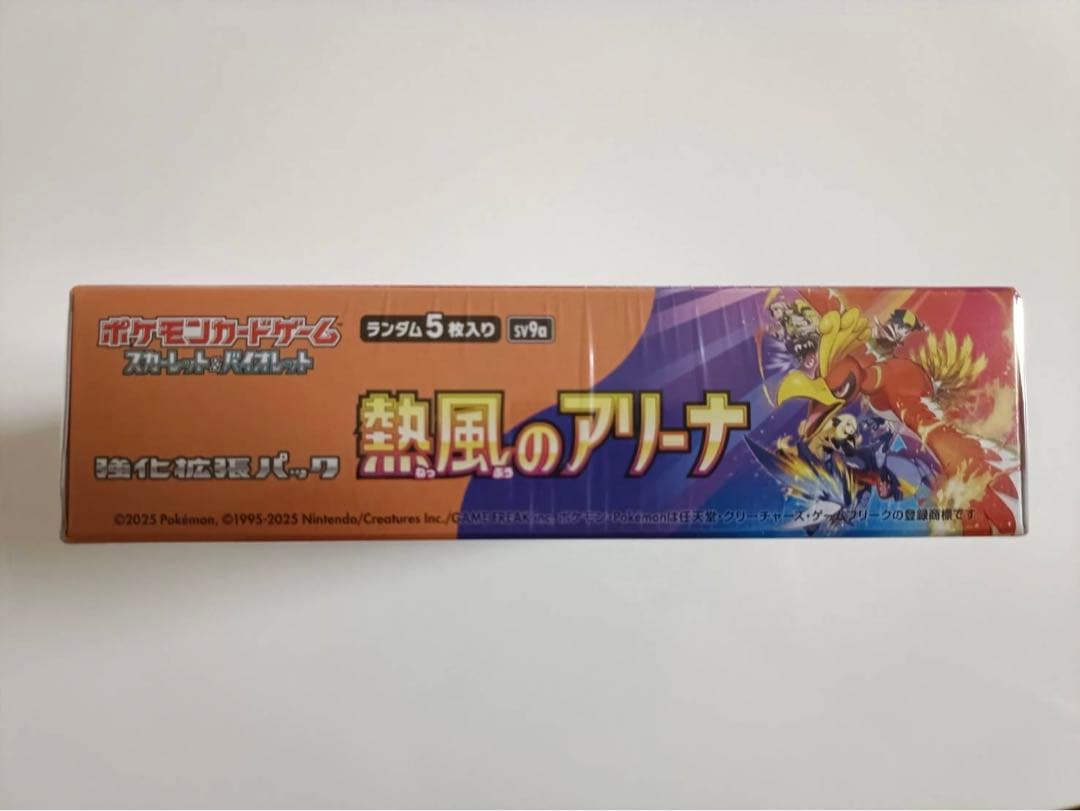 ポケモンカードゲーム
スカーレット&バイオレット
ランダム5枚入り
sv9a
強化拡張パック
熱風のアリーナ
ねっ ぷう
©2025 Pokémon. ©1995-2025 Nintendo/Creatures Inc./GAME FREAK inc. ポケモン・Pokémonは任天堂・クリーチャーズ・ゲームフリークの登録商標です